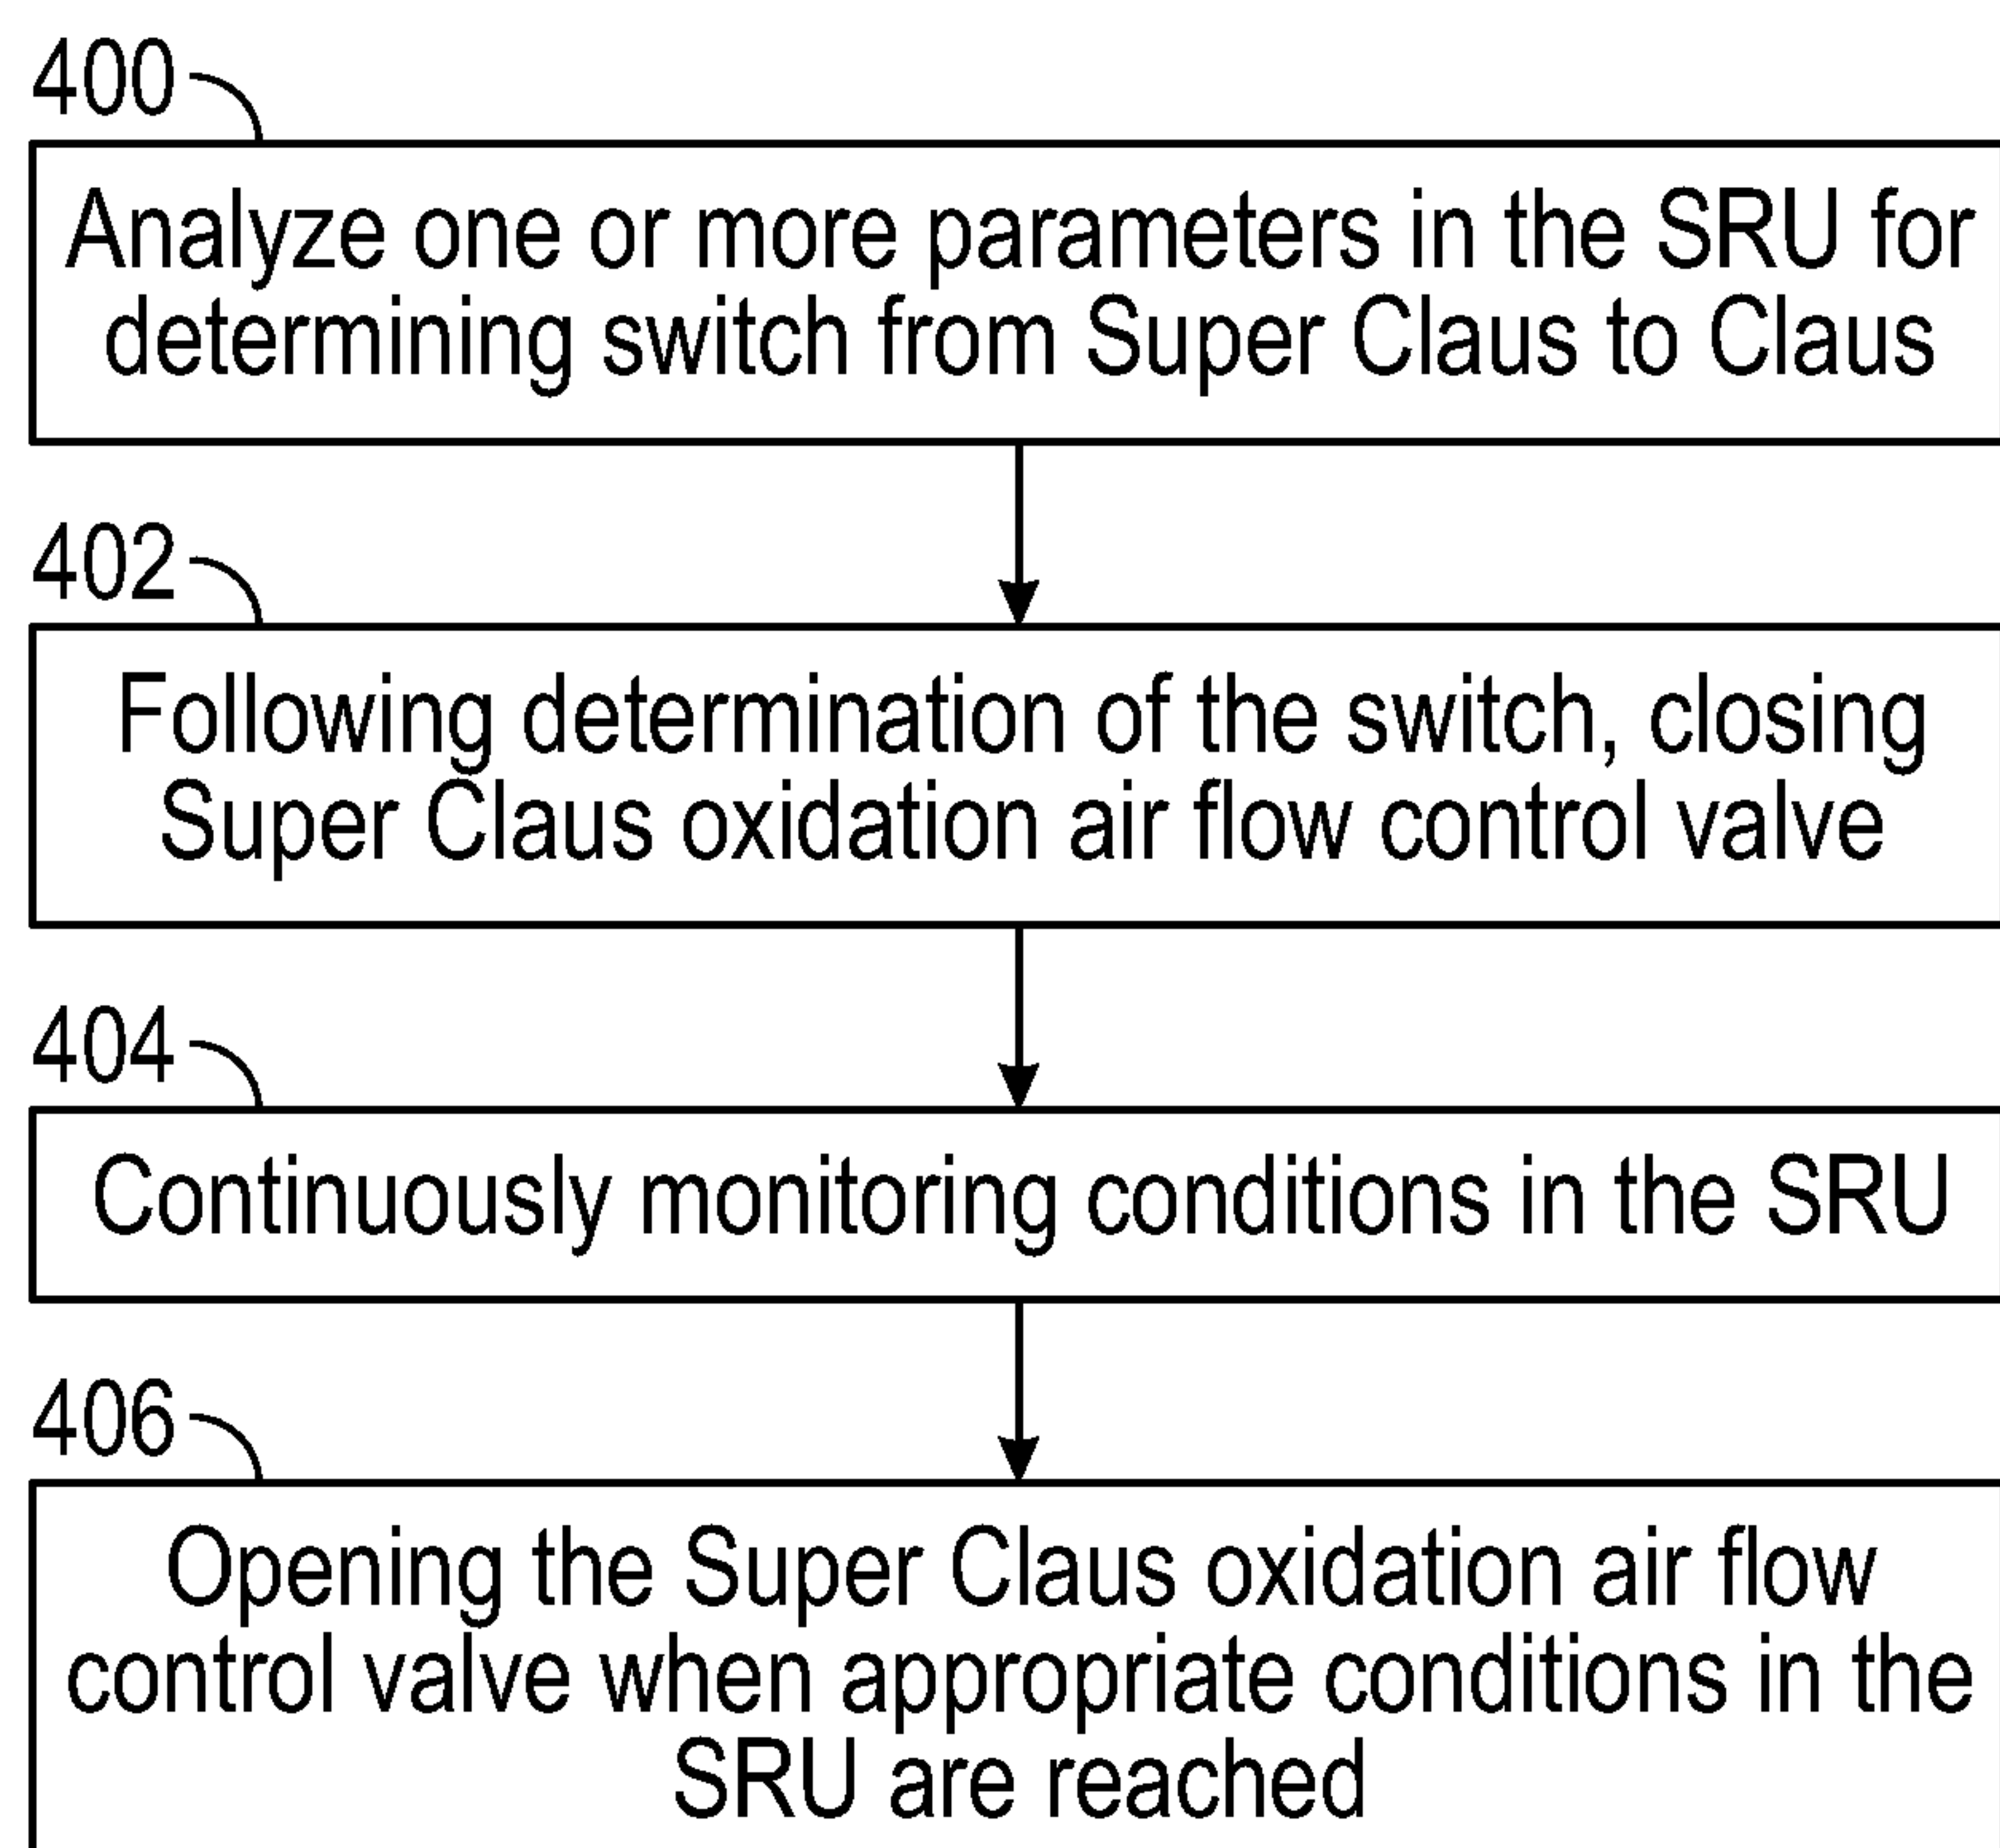 400
Analyze one or more parameters in the SRU for
determining switch from Super Claus to Claus
402
Following determination of the switch, closing
Super Claus oxidation air flow control valve
404
Continuously monitoring conditions in the SRU
406
Opening the Super Claus oxidation air flow
control valve when appropriate conditions in the
SRU are reached